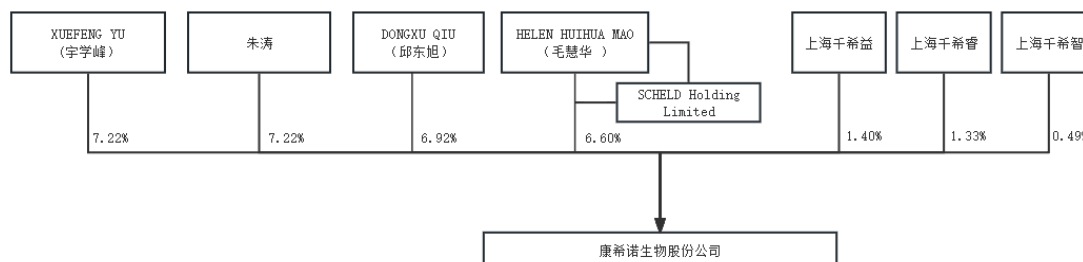 XUEFENG YU
（宇学峰）
朱涛
DONGXU QIU
（邱东旭）
HELEN HUIHUA MAO
（毛慧华 ）
上海千希益
上海千希睿
上海千希智
SCHELD Holding
Limited
7.22%
7.22%
6.92%
6.60%
1.40%
1.33%
0.49%
康希诺生物股份公司